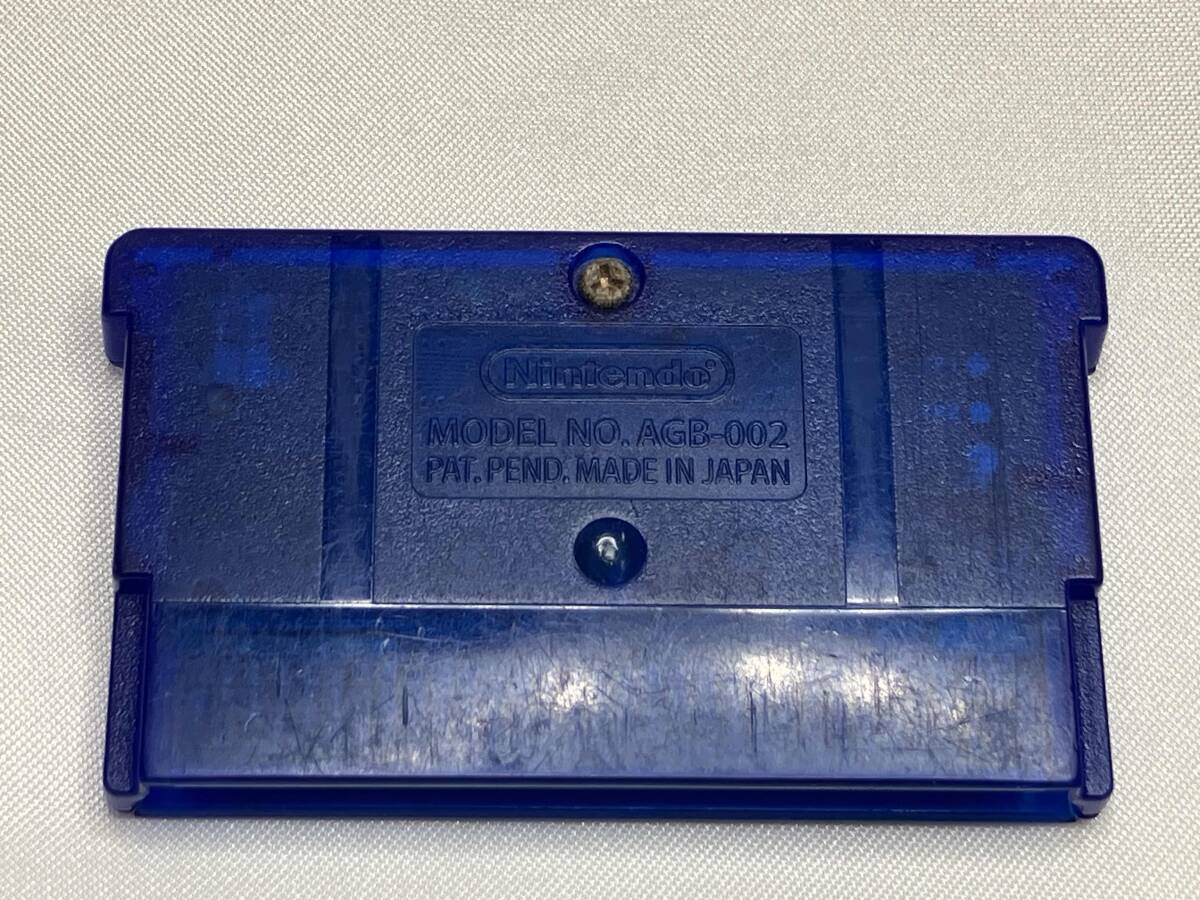 Nintendo
MODEL NO. AGB-002
PAT. PEND. MADE IN JAPAN